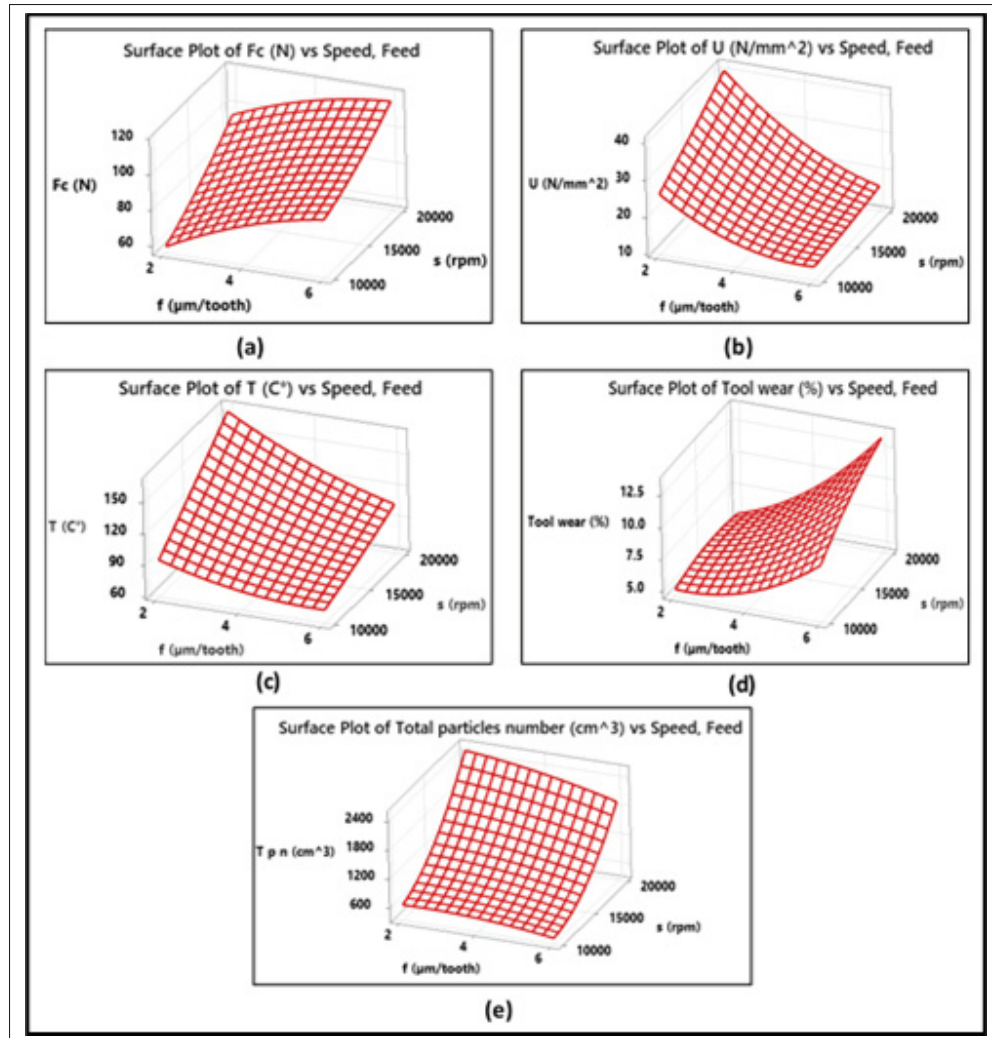 Surface Plot of Fc (N) vs Speed, Feed
120
100
Fc (N)
80
60
2
4
6
f (µm/tooth)
20000
15000
10000
s (rpm)
(a)
Surface Plot of U (N/mm^2) vs Speed, Feed
40
30
U (N/mm^2)
20
10
2
4
6
f (µm/tooth)
20000
15000
10000
s (rpm)
(b)
Surface Plot of T (C°) vs Speed, Feed
150
T (C°)
120
90
60
2
4
6
f (µm/tooth)
20000
15000
10000
s (rpm)
(c)
Surface Plot of Tool wear (%) vs Speed, Feed
12.5
10.0
Tool wear (%)
7.5
5.0
2
4
6
f (µm/tooth)
20000
15000
10000
s (rpm)
(d)
Surface Plot of Total particles number (cm^3) vs Speed, Feed
2400
1800
T p n (cm^3)
1200
600
2
4
6
f (µm/tooth)
20000
15000
10000
s (rpm)
(e)